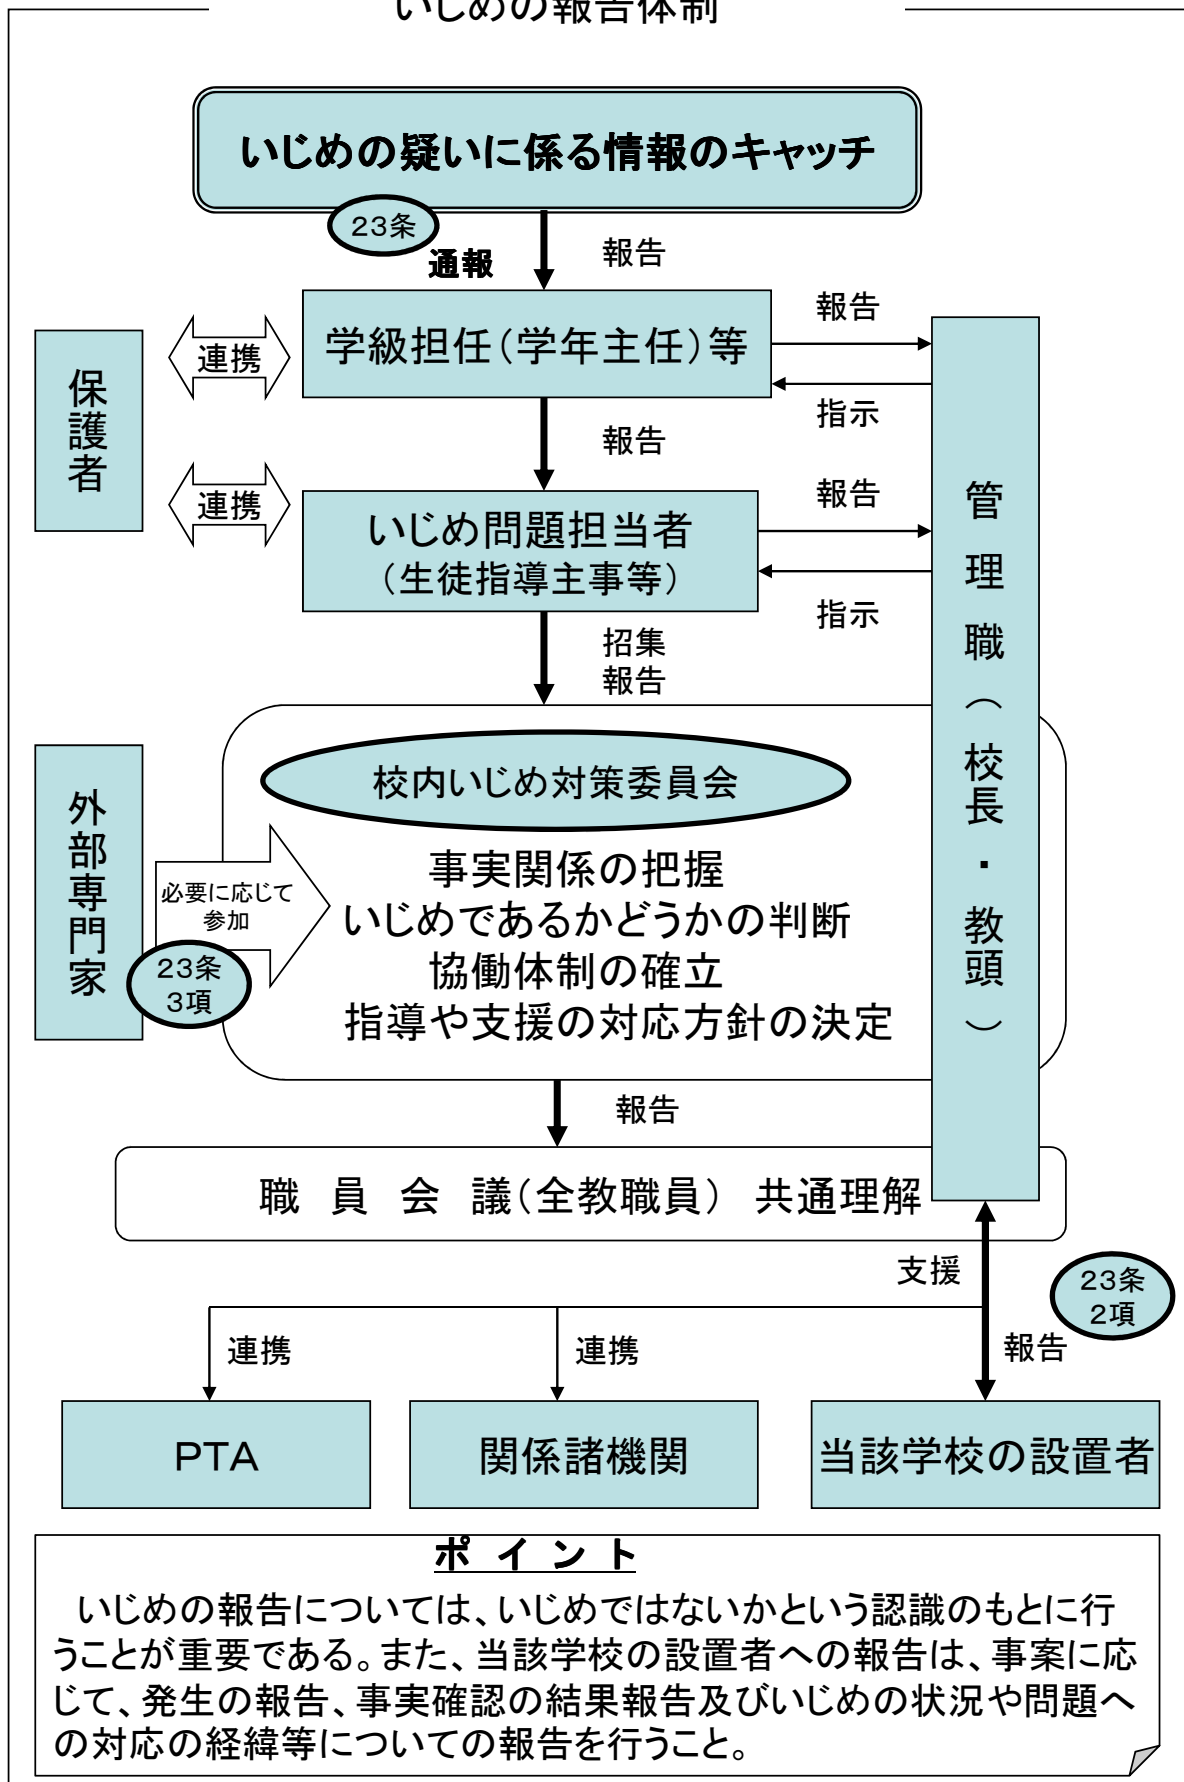 いじめの報告体制
いじめの疑いに係る情報のキャッチ
23条
通報
報告
学級担任(学年主任)等
報告
指示
連携
保護者
報告
連携
いじめ問題担当者
(生徒指導主事等)
報告
指示
管理職(校長・教頭)
招集
報告
校内いじめ対策委員会
外部専門家
必要に応じて
参加
23条
3項
事実関係の把握
いじめであるかどうかの判断
協働体制の確立
指導や支援の対応方針の決定
報告
職員会議(全教職員) 共通理解
支援
23条
2項
報告
連携
連携
PTA
関係諸機関
当該学校の設置者
ポイント
いじめの報告については、いじめではないかという認識のもとに行
うことが重要である。また、当該学校の設置者への報告は、事案に応
じて、発生の報告、事実確認の結果報告及びいじめの状況や問題へ
の対応の経緯等についての報告を行うこと。